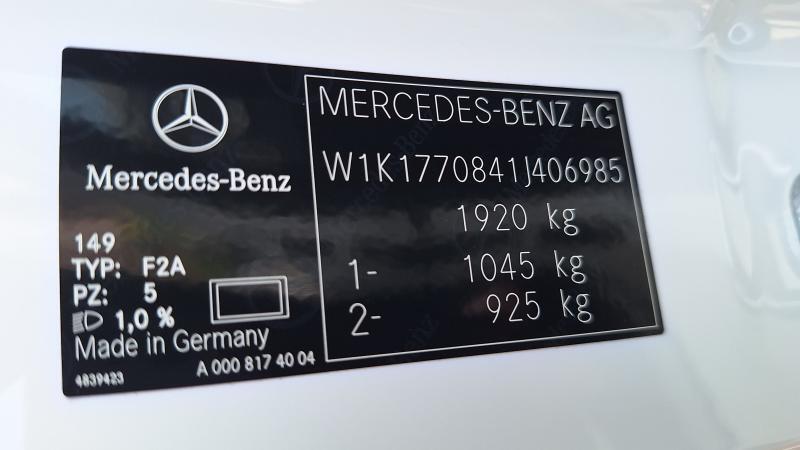 Mercedes-Benz
149
TYP: F2A
PZ: 5
1,0 %
Made in Germany
4839423
A 000 817 40 04
MERCEDES-BENZ AG
W1K1770841J406985
1920 kg
1- 1045 kg
2- 925 kg